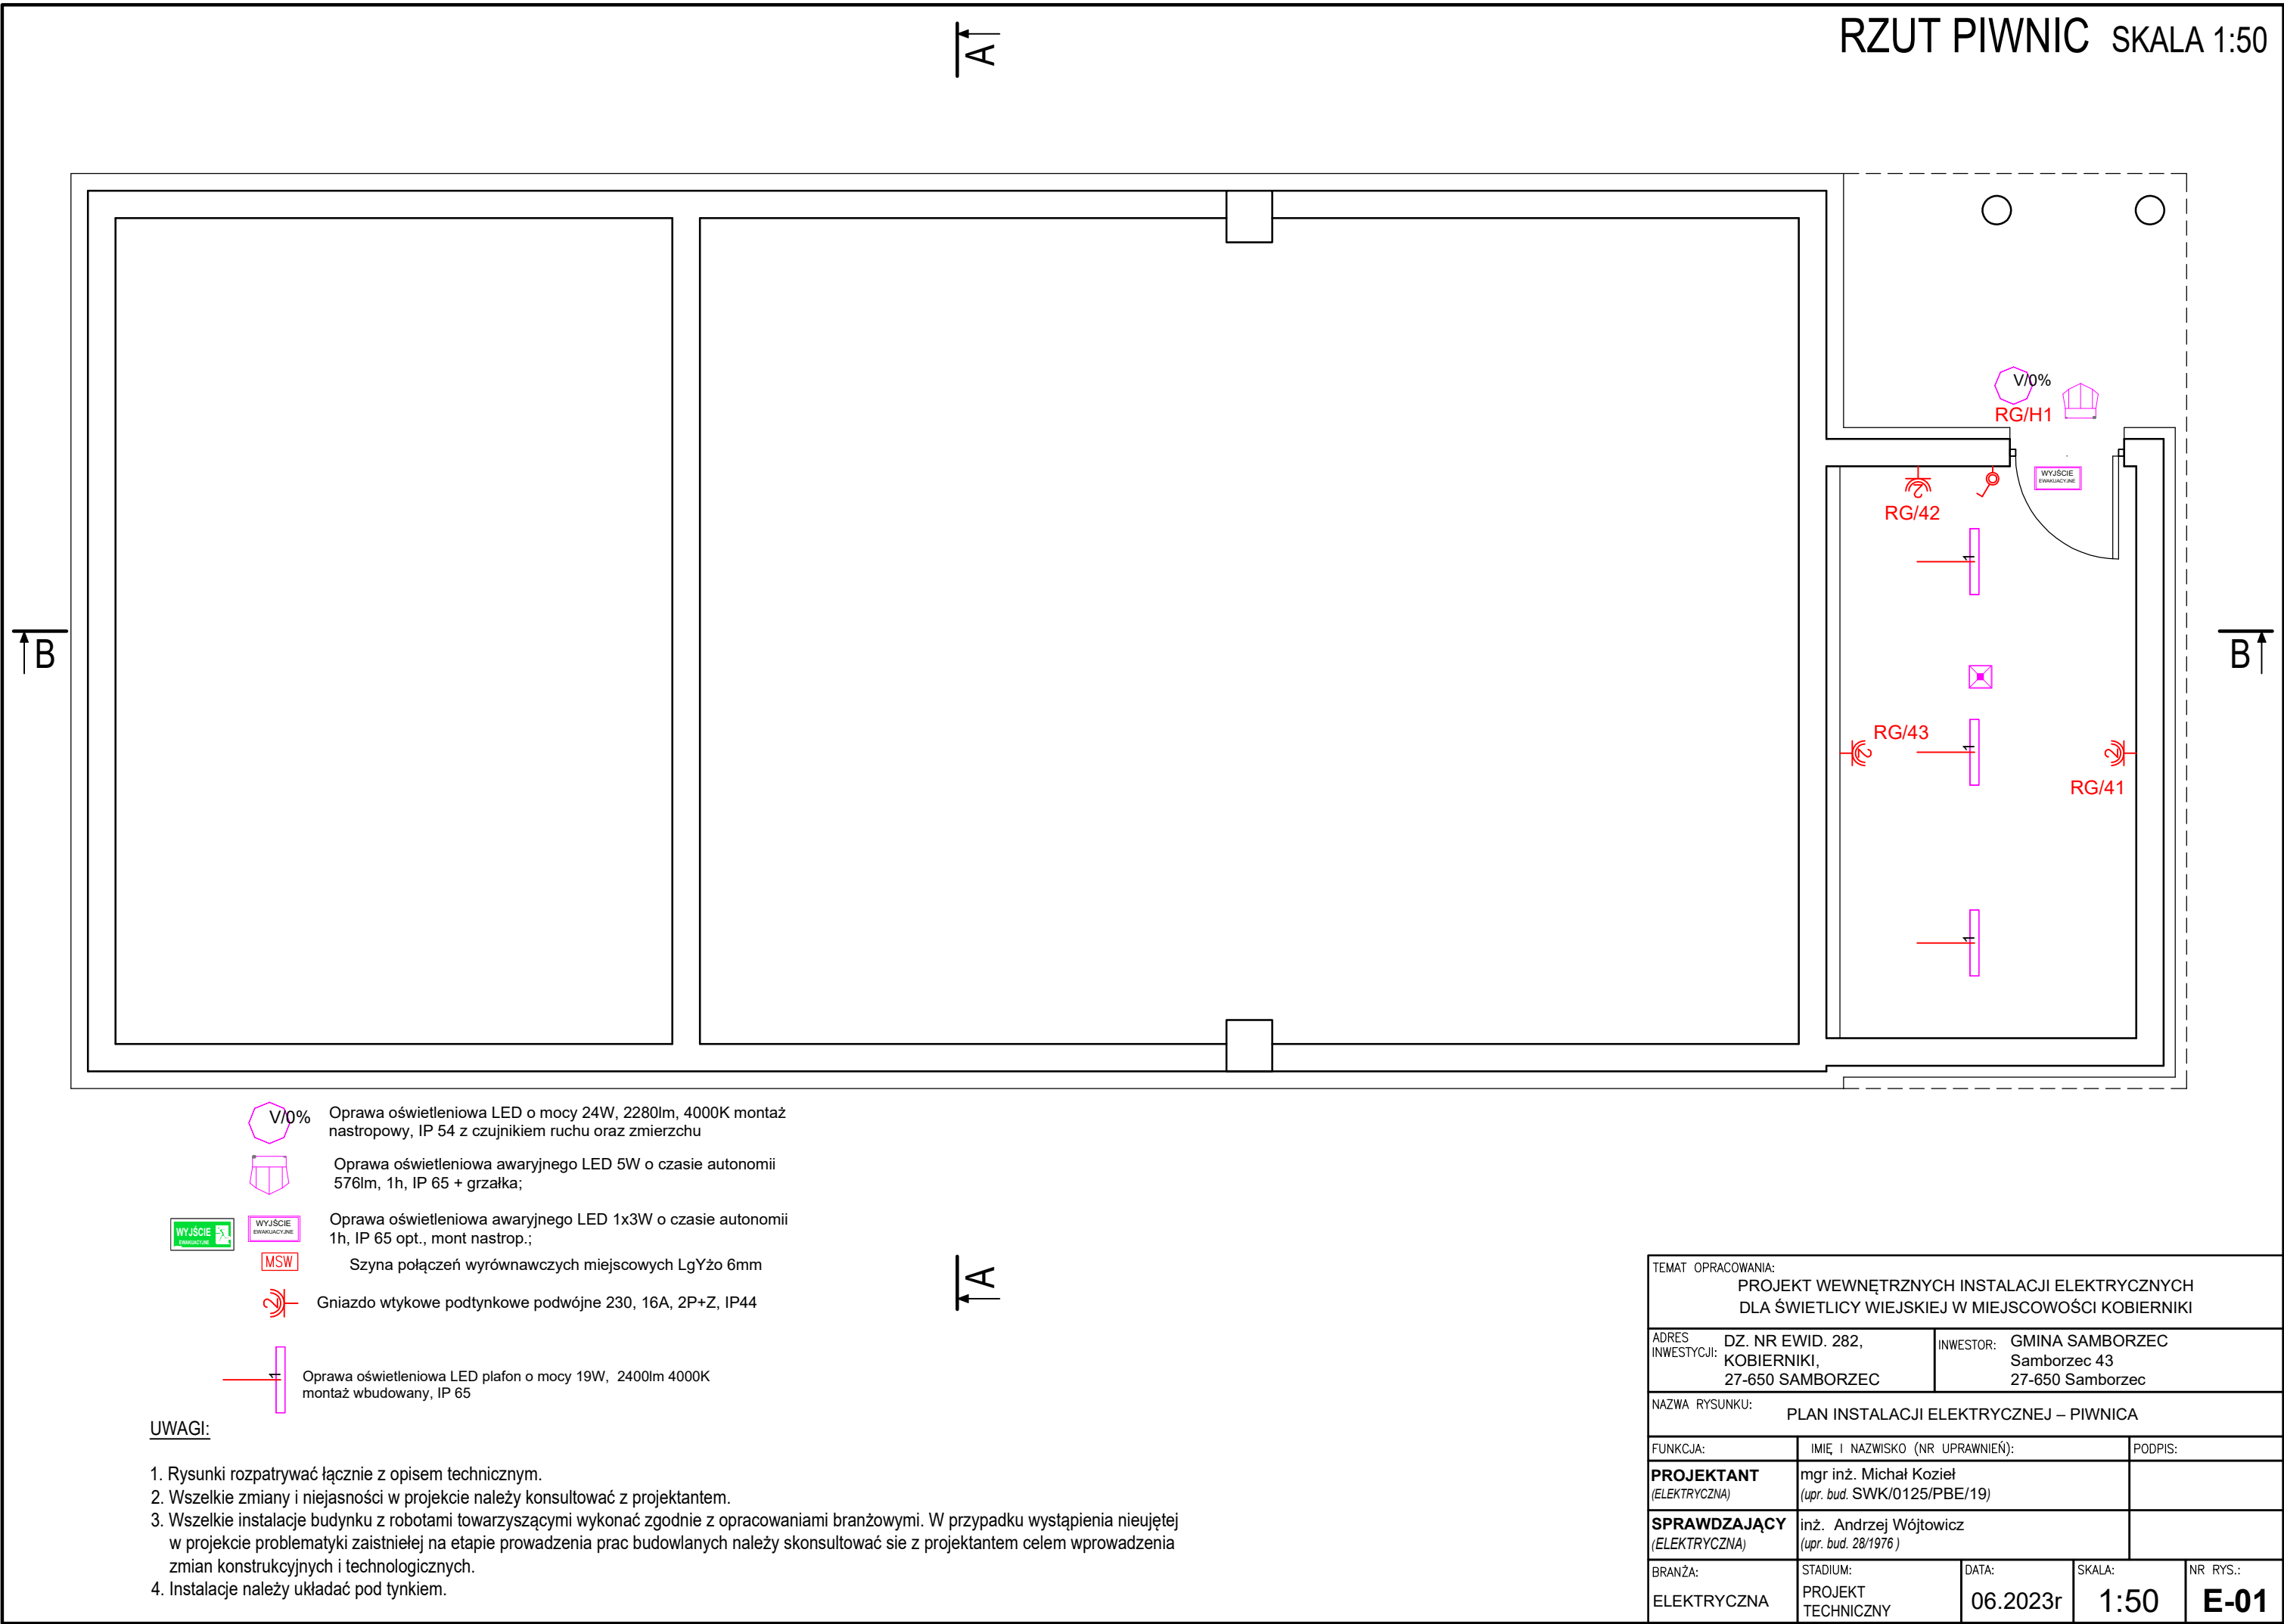 RZUT PIWNIC SKALA 1:50
A
V/0%
RG/H1
WYJŚCIE
EWAKUACYJNE
2
RG/42
1
B
B
RG/43
2
1
2
RG/41
1
V/0% Oprawa oświetleniowa LED o mocy 24W, 2280lm, 4000K montaż
nastropowy, IP 54 z czujnikiem ruchu oraz zmierzchu
Oprawa oświetleniowa awaryjnego LED 5W o czasie autonomii
576lm, 1h, IP 65 + grzałka;
WYJŚCIE
EWAKUACYJNE
WYJŚCIE
EWAKUACYJNE
Oprawa oświetleniowa awaryjnego LED 1x3W o czasie autonomii
1h, IP 65 opt., mont nastrop.;
MSW Szyna połączeń wyrównawczych miejscowych LgYżo 6mm
2 Gniazdo wtykowe podtynkowe podwójne 230, 16A, 2P+Z, IP44
A
1 Oprawa oświetleniowa LED plafon o mocy 19W, 2400lm 4000K
montaż wbudowany, IP 65
UWAGI:
1. Rysunki rozpatrywać łącznie z opisem technicznym.
2. Wszelkie zmiany i niejasności w projekcie należy konsultować z projektantem.
3. Wszelkie instalacje budynku z robotami towarzyszącymi wykonać zgodnie z opracowaniami branżowymi. W przypadku wystąpienia nieujętej
w projekcie problematyki zaistniełej na etapie prowadzenia prac budowlanych należy skonsultować sie z projektantem celem wprowadzenia
zmian konstrukcyjnych i technologicznych.
4. Instalacje należy układać pod tynkiem.
TEMAT OPRACOWANIA:
PROJEKT WEWNĘTRZNYCH INSTALACJI ELEKTRYCZNYCH
DLA ŚWIETLICY WIEJSKIEJ W MIEJSCOWOŚCI KOBIERNIKI
ADRES
INWESTYCJI:
DZ. NR EWID. 282,
KOBIERNIKI,
27-650 SAMBORZEC
INWESTOR: GMINA SAMBORZEC
Samborzec 43
27-650 Samborzec
NAZWA RYSUNKU:
PLAN INSTALACJI ELEKTRYCZNEJ – PIWNICA
FUNKCJA: IMIĘ I NAZWISKO (NR UPRAWNIEŃ): PODPIS:
PROJEKTANT
(ELEKTRYCZNA)
mgr inż. Michał Kozieł
(upr. bud. SWK/0125/PBE/19)
SPRAWDZAJĄCY
(ELEKTRYCZNA)
inż. Andrzej Wójtowicz
(upr. bud. 28/1976 )
BRANŻA:
ELEKTRYCZNA
STADIUM:
PROJEKT
TECHNICZNY
DATA:
06.2023r
SKALA:
1:50
NR RYS.:
E-01